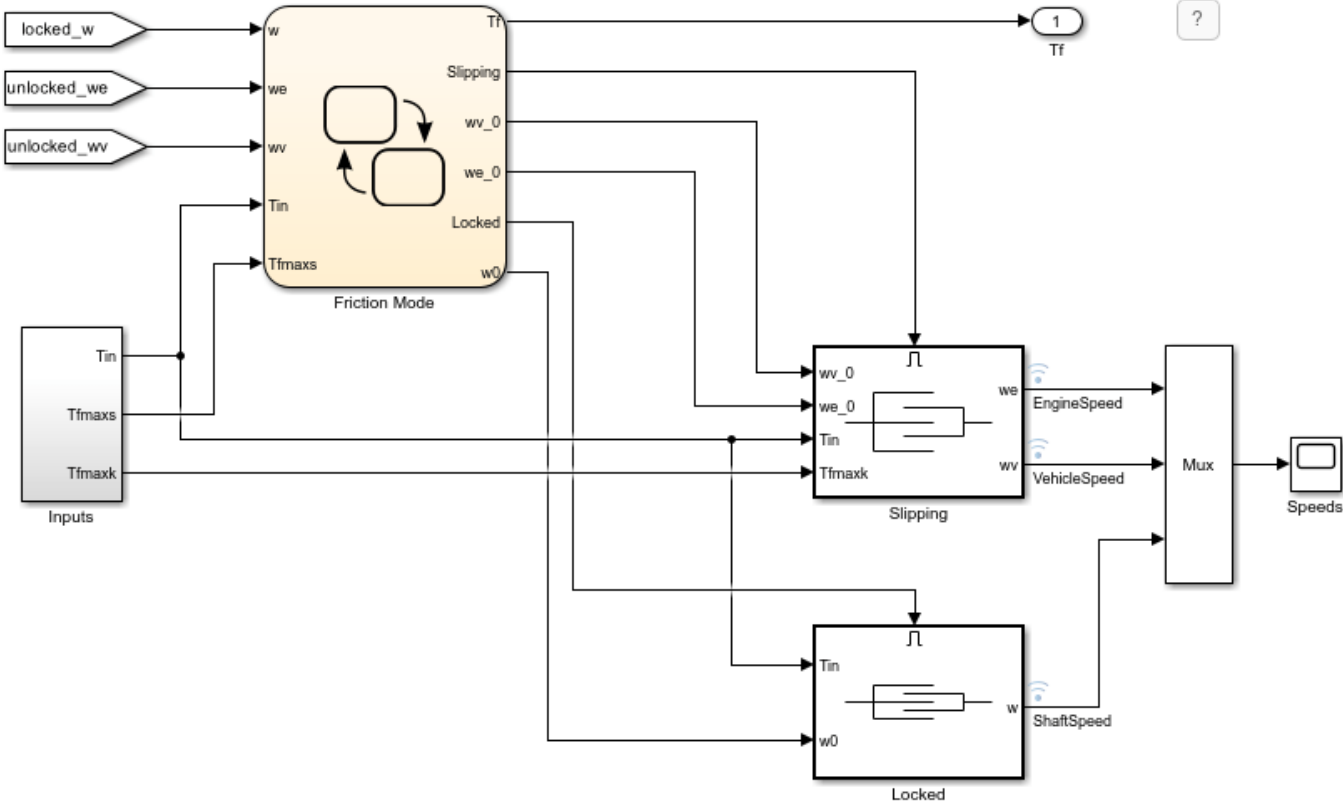 locked_w
unlocked_we
unlocked_wv
w
we
wv
Tin
Tfmaxs
Tf
Slipping
wv_0
we_0
Locked
w0
Friction Mode
1
Tf
?
Tin
Tfmaxs
Tfmaxk
Inputs
wv_0
we_0
Tin
Tfmaxk
we
wv
Slipping
EngineSpeed
VehicleSpeed
Mux
Speeds
Tin
w0
w
Locked
ShaftSpeed